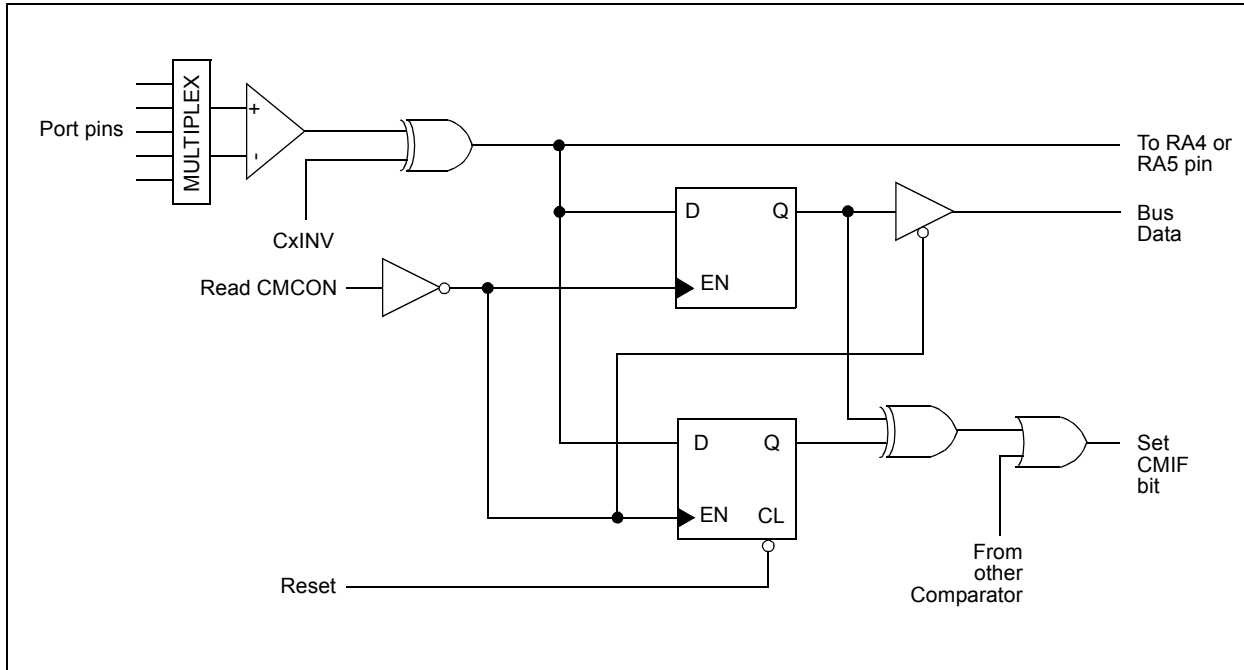 Port pins
MULTIPLEX
+
-
CxINV
To RA4 or
RA5 pin
D
Q
EN
Bus
Data
Read CMCON
D
Q
EN
CL
Set
CMIF
bit
From
other
Comparator
Reset